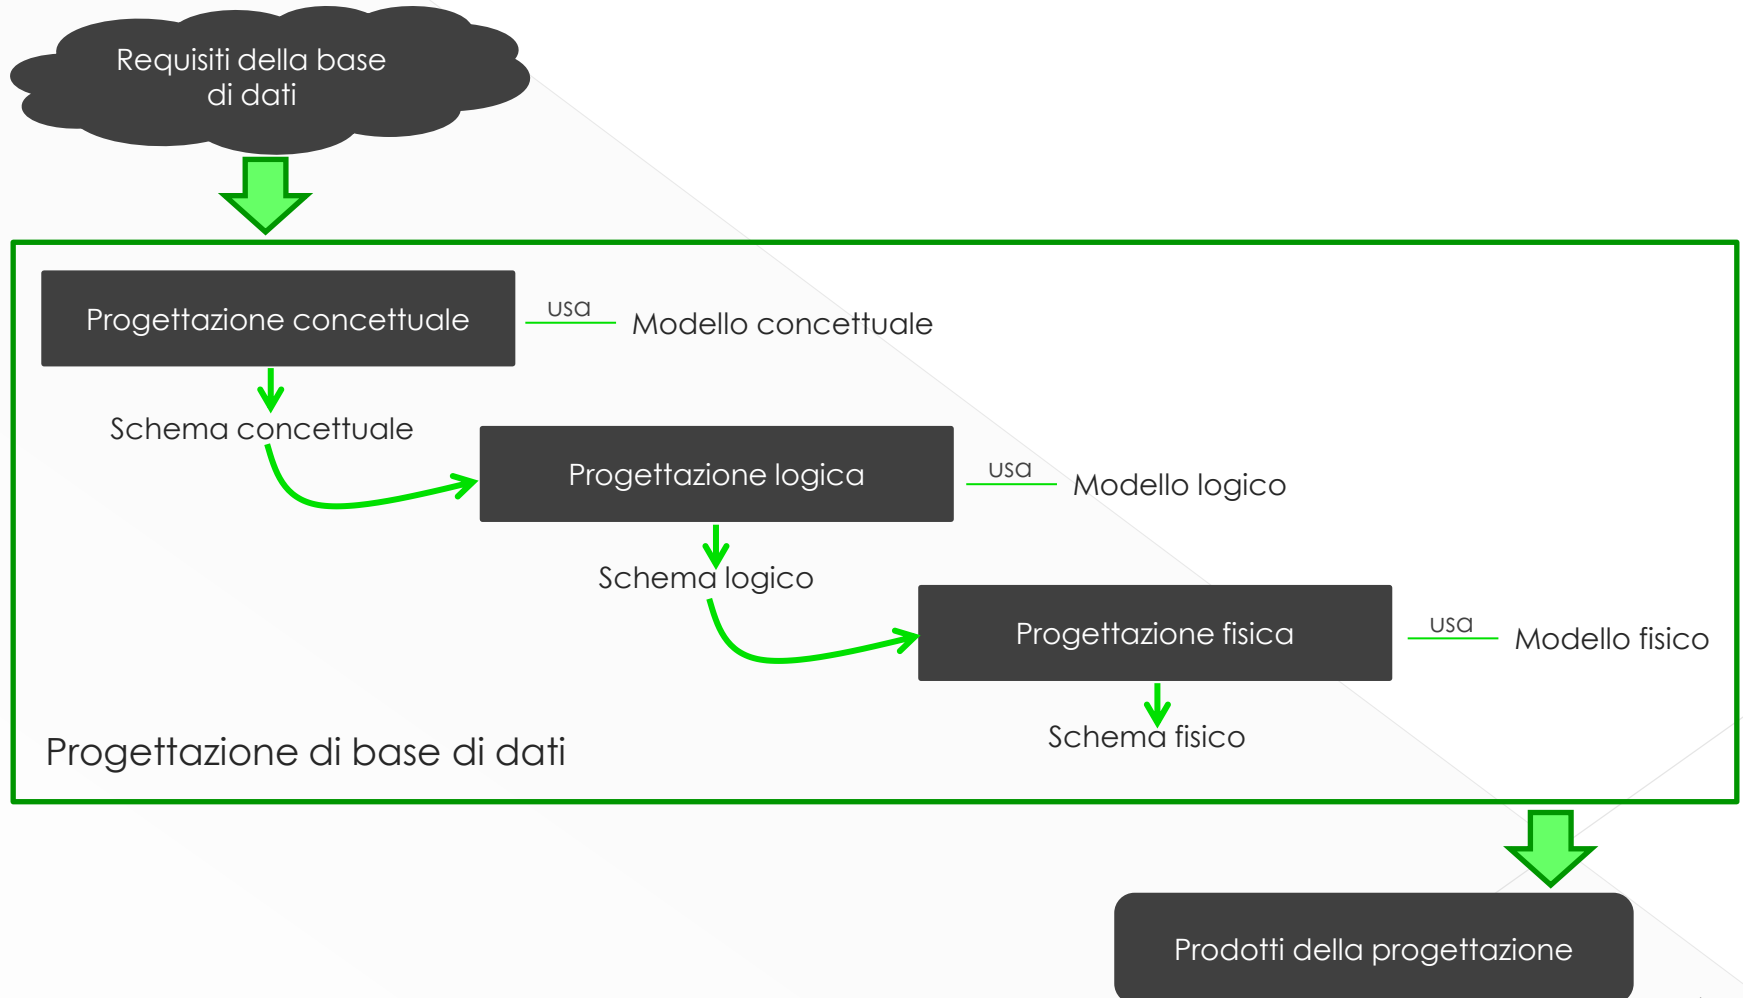 Requisiti della base
di dati
Progettazione concettuale
usa
Modello concettuale
Schema concettuale
Progettazione logica
usa
Modello logico
Schema logico
Progettazione fisica
usa
Modello fisico
Schema fisico
Progettazione di base di dati
Prodotti della progettazione